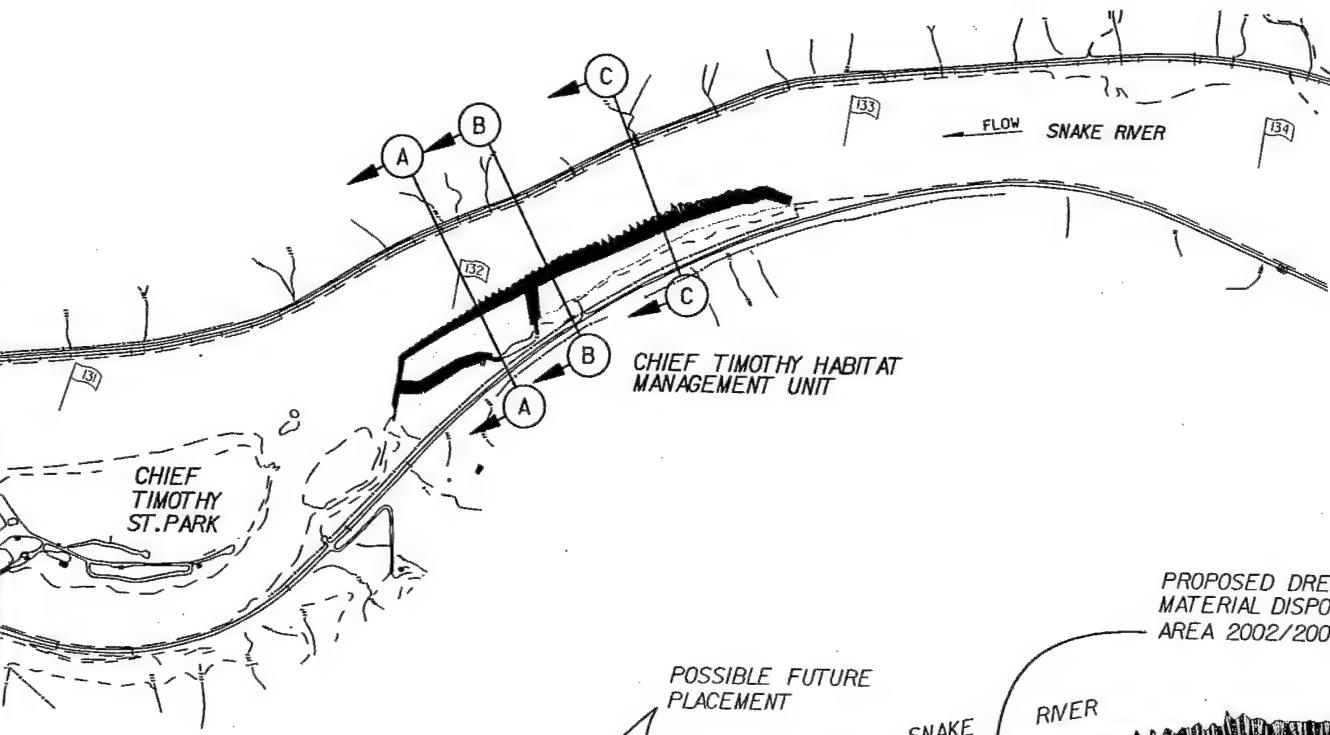 C
B
A
133
FLOW SNAKE RIVER
134
132
C
B
CHIEF TIMOTHY HABITAT
MANAGEMENT UNIT
A
131
CHIEF
TIMOTHY
ST.PARK
PROPOSED DRE
MATERIAL DISPO
AREA 2002/200
POSSIBLE FUTURE
PLACEMENT
SNAKE RIVER